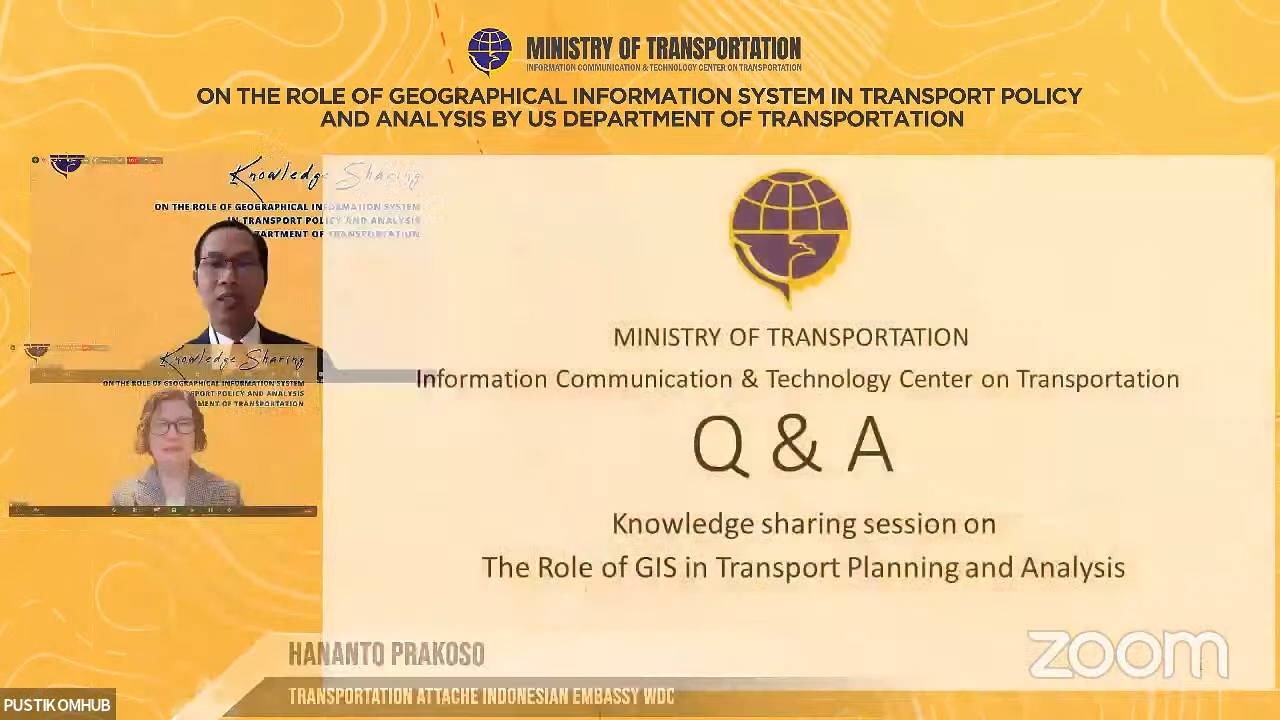 MINISTRY OF TRANSPORTATION
INFORMATION COMMUNICATION & TECHNOLOGY CENTER ON TRANSPORTATION
ON THE ROLE OF GEOGRAPHICAL INFORMATION SYSTEM IN TRANSPORT POLICY
AND ANALYSIS BY US DEPARTMENT OF TRANSPORTATION
Knowledge Sharing
ON THE ROLE OF GEOGRAPHICAL INFORMATION SYSTEM
IN TRANSPORT POLICY AND ANALYSIS
DEPARTMENT OF TRANSPORTATION
Knowledge Sharing
ON THE ROLE OF GEOGRAPHICAL INFORMATION SYSTEM
SPORT POLICY AND ANALYSIS
MENT OF TRANSPORTATION
MINISTRY OF TRANSPORTATION
Information Communication & Technology Center on Transportation
Q & A
Knowledge sharing session on
The Role of GIS in Transport Planning and Analysis
HANANTO PRAKOSO
TRANSPORTATION ATTACHE INDONESIAN EMBASSY WDC
zoom
PUSTIKOMHUB